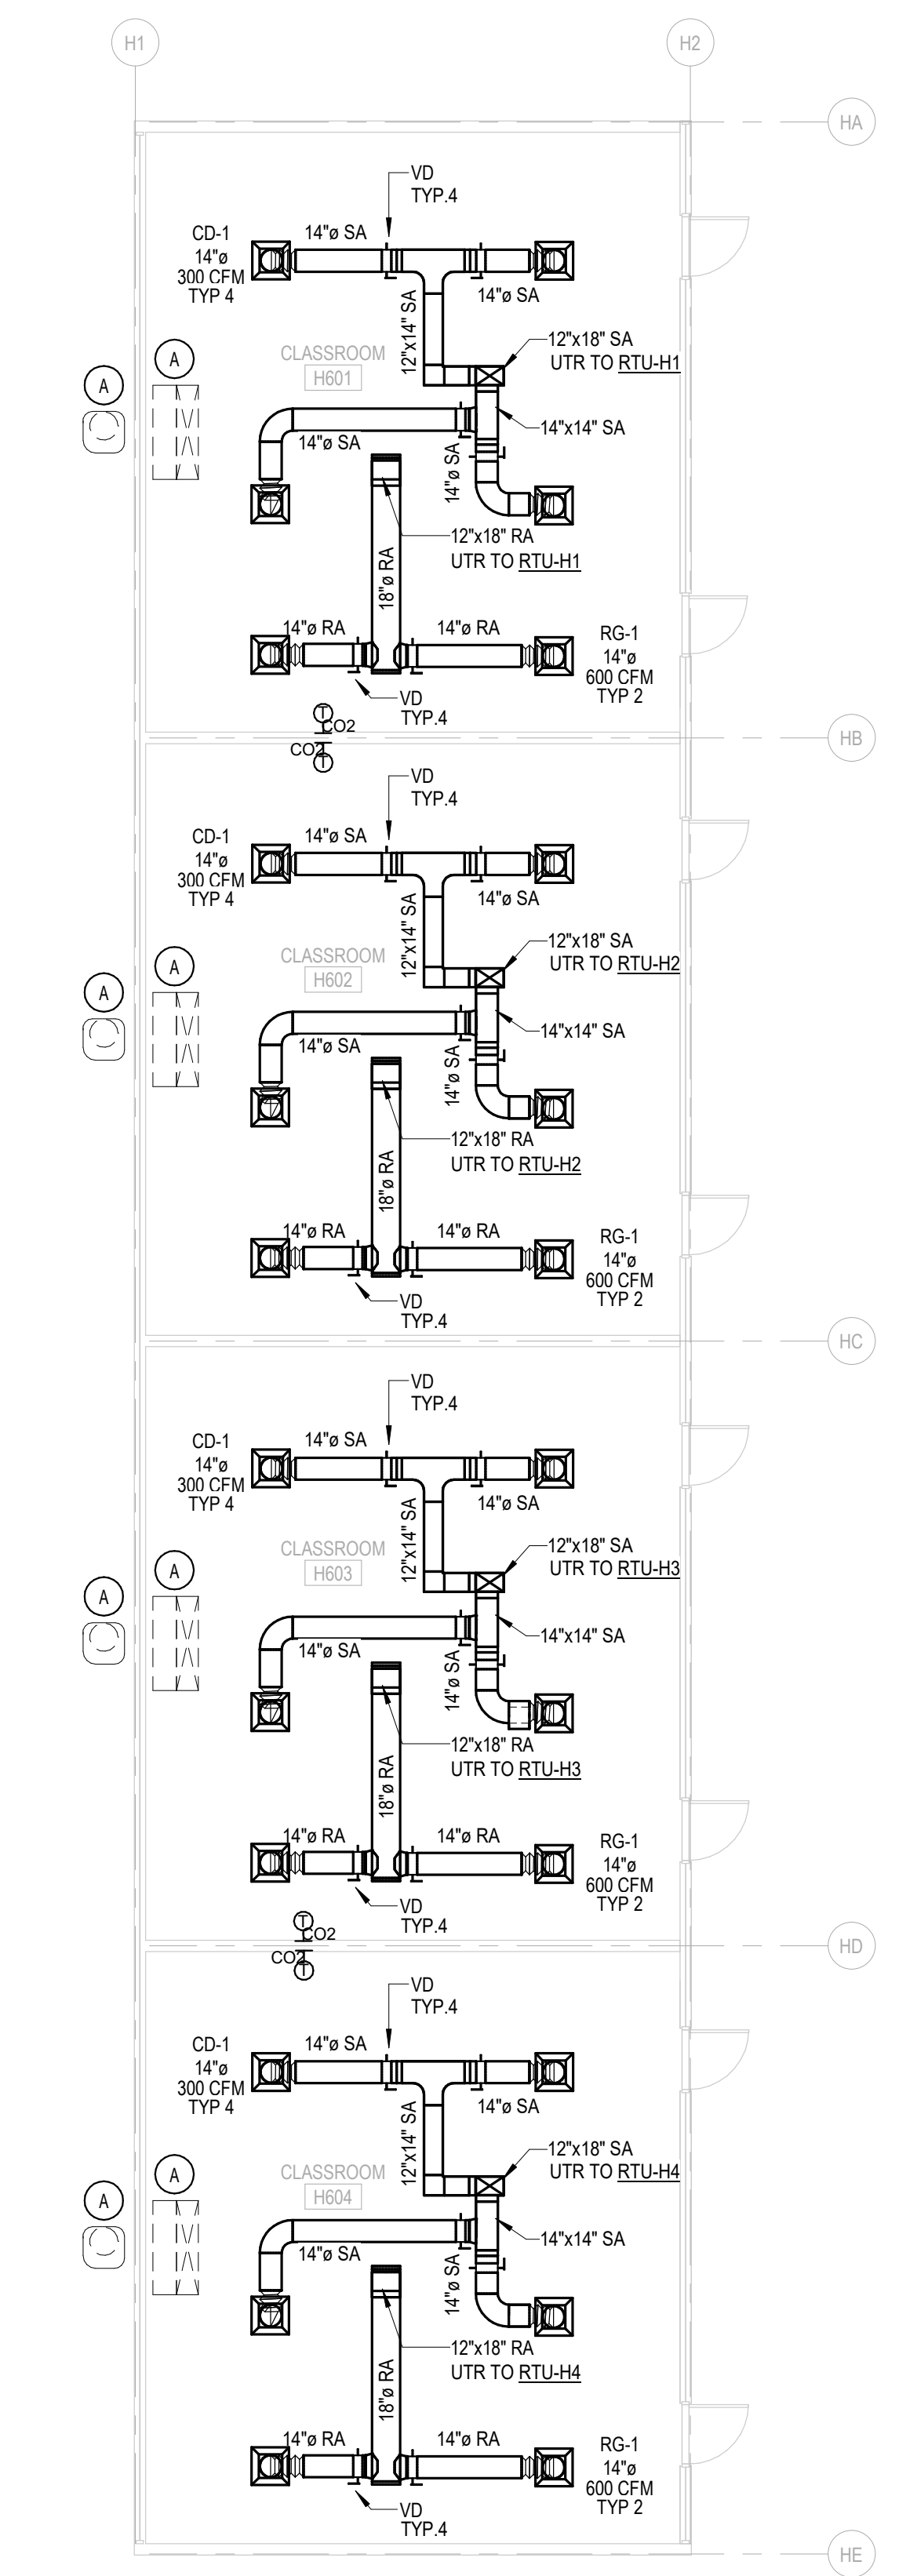 H1
H2
HA
VD
TYP.4
CD-1
14"ø
300 CFM
TYP 4
14"ø SA
14"ø SA
12"x14" SA
12"x18" SA
UTR TO RTU-H1
CLASSROOM
H601
A
A
14"x14" SA
14"ø SA
14"ø SA
12"x18" RA
UTR TO RTU-H1
18"ø RA
14"ø RA
14"ø RA
RG-1
14"ø
600 CFM
TYP 2
VD
TYP.4
T
CO2
HB
CO2
T
VD
TYP.4
CD-1
14"ø
300 CFM
TYP 4
14"ø SA
14"ø SA
12"x14" SA
12"x18" SA
UTR TO RTU-H2
CLASSROOM
H602
A
A
14"x14" SA
14"ø SA
14"ø SA
12"x18" RA
UTR TO RTU-H2
18"ø RA
14"ø RA
14"ø RA
RG-1
14"ø
600 CFM
TYP 2
VD
TYP.4
HC
VD
TYP.4
CD-1
14"ø
300 CFM
TYP 4
14"ø SA
14"ø SA
12"x14" SA
12"x18" SA
UTR TO RTU-H3
CLASSROOM
H603
A
A
14"x14" SA
14"ø SA
14"ø SA
12"x18" RA
UTR TO RTU-H3
18"ø RA
14"ø RA
14"ø RA
RG-1
14"ø
600 CFM
TYP 2
VD
TYP.4
T
CO2
HD
CO2
T
VD
TYP.4
CD-1
14"ø
300 CFM
TYP 4
14"ø SA
14"ø SA
12"x14" SA
12"x18" SA
UTR TO RTU-H4
CLASSROOM
H604
A
A
14"x14" SA
14"ø SA
14"ø SA
12"x18" RA
UTR TO RTU-H4
18"ø RA
14"ø RA
14"ø RA
RG-1
14"ø
600 CFM
TYP 2
VD
TYP.4
HE